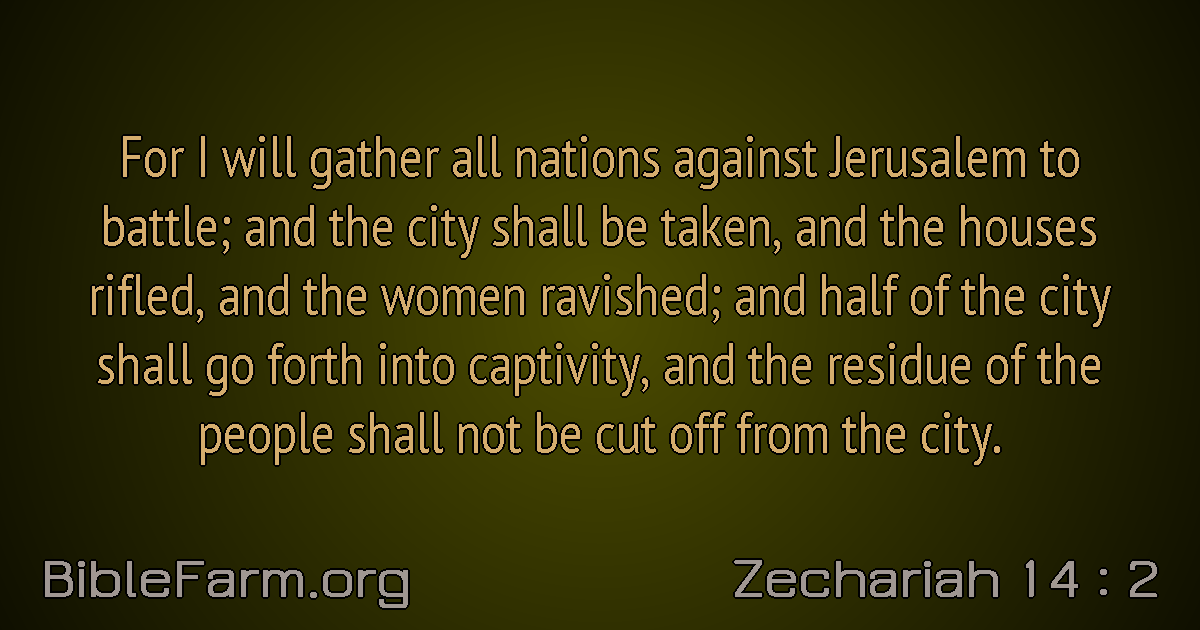 For I will gather all nations against Jerusalem to
battle; and the city shall be taken, and the houses
rifled, and the women ravished; and half of the city
shall go forth into captivity, and the residue of the
people shall not be cut off from the city.
BibleFarm.org
Zechariah 14 : 2